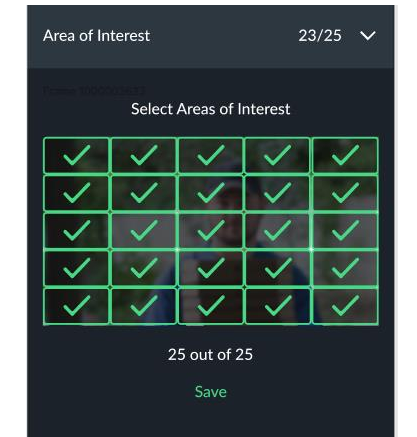 Area of Interest 23/25
Select Areas of Interest
25 out of 25
Save